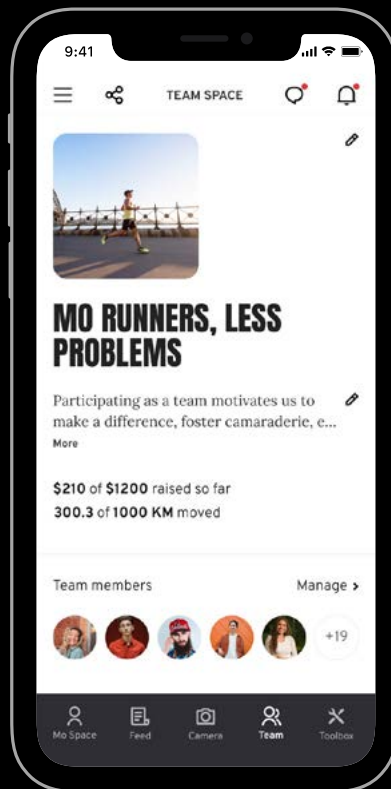 9:41
TEAM SPACE
MO RUNNERS, LESS
PROBLEMS
Participating as a team motivates us to
make a difference, foster camaraderie, e...
More
$210 of $1200 raised so far
300.3 of 1000 KM moved
Team members
Manage >
+19
Mo Space
Feed
Camera
Team
Toolbox